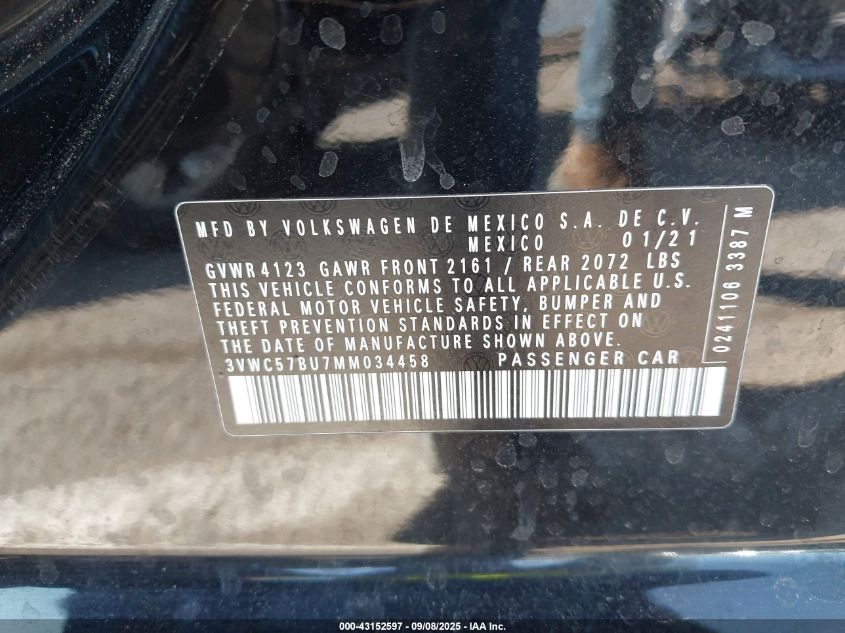 MFD BY VOLKSWAGEN DE MEXICO S.A. DE C.V.
MEXICO 01/21
GVWR 4123 GAWR FRONT 2161 / REAR 2072 LBS
THIS VEHICLE CONFORMS TO ALL APPLICABLE U.S.
FEDERAL MOTOR VEHICLE SAFETY, BUMPER AND
THEFT PREVENTION STANDARDS IN EFFECT ON
THE DATE OF MANUFACTURE SHOWN ABOVE.
3VWC57BU7MM034458 PASSENGER CAR
0241106 3387 M
000-43152597 - 09/08/2025 - IAA Inc.